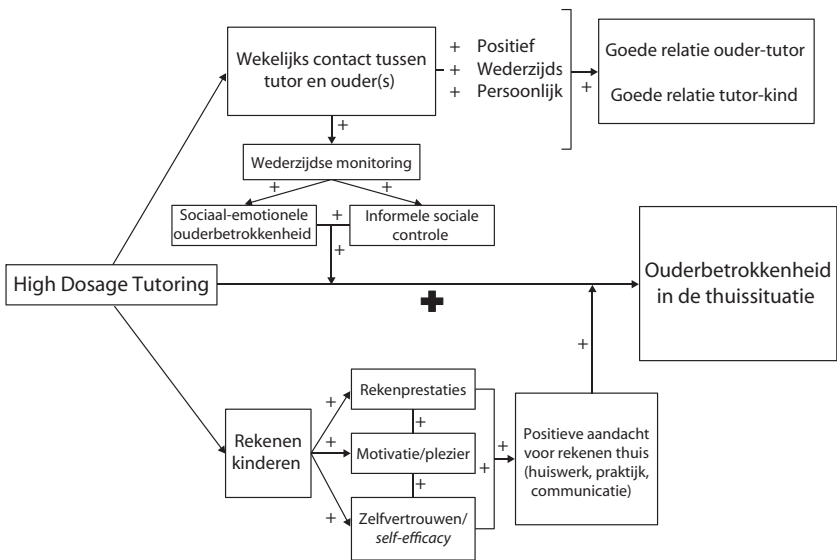 Wekelijks contact tussen
tutor en ouder(s)
+ Positief
+ Wederzijds
+ Persoonlijk
+
Goede relatie ouder-tutor
Goede relatie tutor-kind
+
Wederzijdse monitoring
+ +
Sociaal-emotionele
ouderbetrokkenheid
+
+
Informele sociale
controle
High Dosage Tutoring
+
Ouderbetrokkenheid
in de thuissituatie
+
Rekenen
kinderen
+
+
+
Rekenprestaties
+
Motivatie/plezier
+
Zelfvertrouwen/
self-efficacy
+
+
Positieve aandacht
voor rekenen thuis
(huiswerk, praktijk,
communicatie)